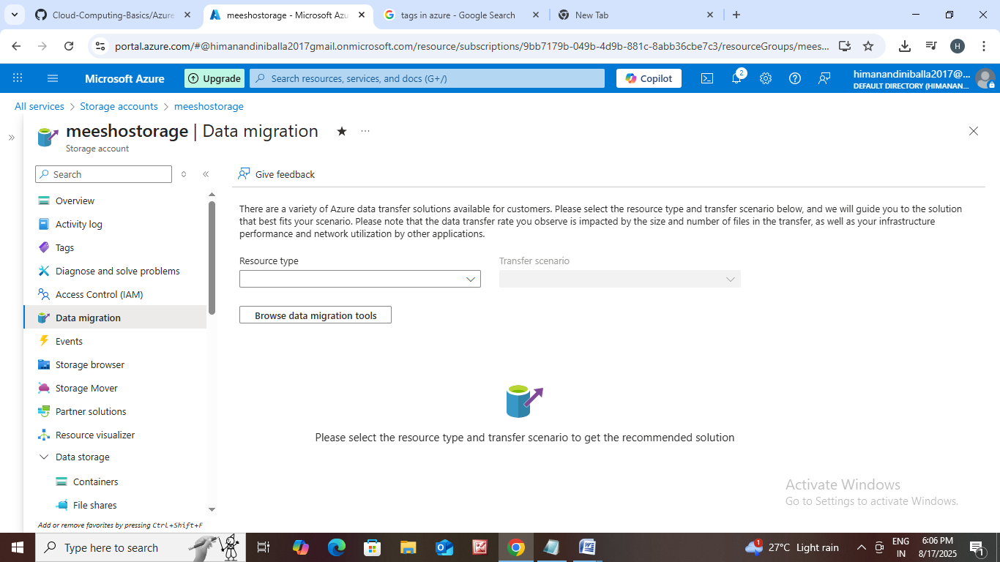 Cloud-Computing-Basics/Azure
meeshostorage - Microsoft Azu
tags in azure - Google Search
New Tab
portal.azure.com/#@himanandiniballa2017gmail.onmicrosoft.com/resource/subscriptions/9bb7179b-049b-4d9b-881c-8abb36cbe7c3/resourceGroups/mees...
H
Microsoft Azure
Upgrade
Search resources, services, and docs (G+/)
Copilot
2
himanandiniballa2017@...
DEFAULT DIRECTORY (HIMANAN...
All services > Storage accounts > meeshostorage
meeshostorage | Data migration
Storage account
Search
Give feedback
Overview
Activity log
Tags
Diagnose and solve problems
Access Control (IAM)
Data migration
Events
Storage browser
Storage Mover
Partner solutions
Resource visualizer
Data storage
Containers
File shares
Add or remove favorites by pressing Ctrl+Shift+F
There are a variety of Azure data transfer solutions available for customers. Please select the resource type and transfer scenario below, and we will guide you to the solution
that best fits your scenario. Please note that the data transfer rate you observe is impacted by the size and number of files in the transfer, as well as your infrastructure
performance and network utilization by other applications.
Resource type
Transfer scenario
Browse data migration tools
Please select the resource type and transfer scenario to get the recommended solution
Activate Windows
Go to Settings to activate Windows.
Type here to search
1
27°C Light rain
ENG
IN
6:06 PM
8/17/2025
1